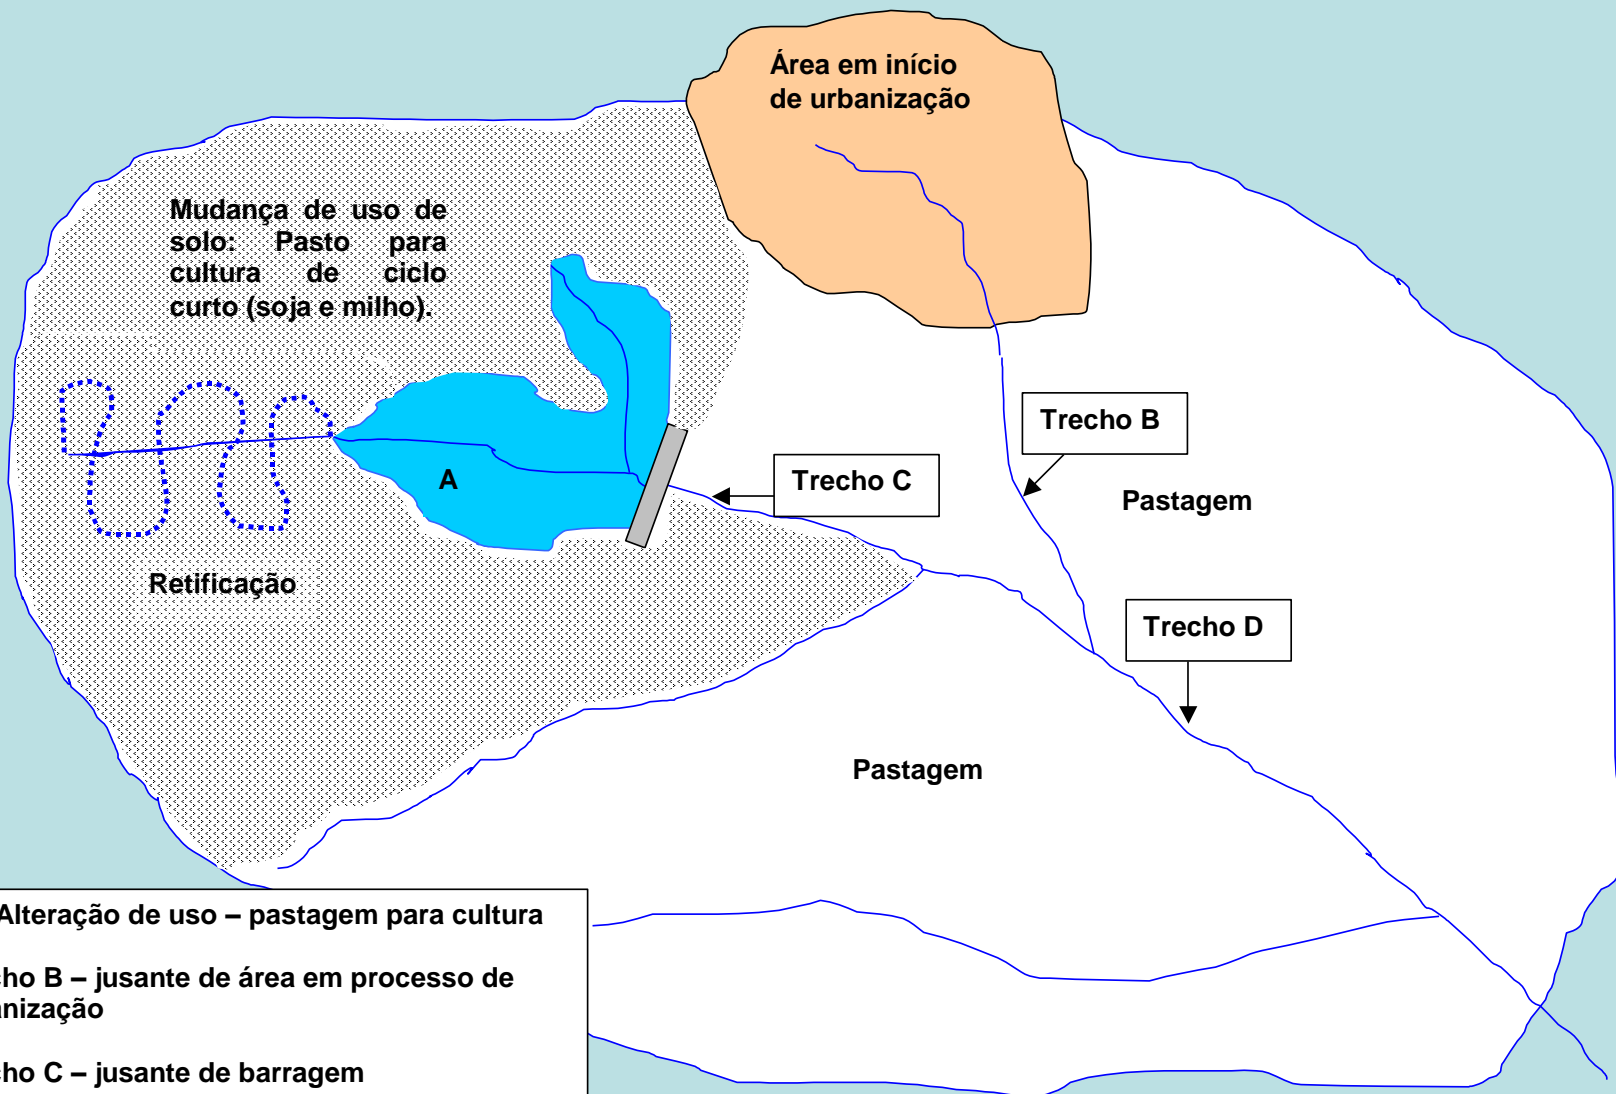 Área em início
de urbanização
Mudança de uso de
solo: Pasto para
cultura de ciclo
curto (soja e milho).
Trecho B
Trecho C
A
Pastagem
Retificação
Trecho D
Pastagem
Alteração de uso – pastagem para cultura
cho B – jusante de área em processo de
anização
cho C – jusante de barragem